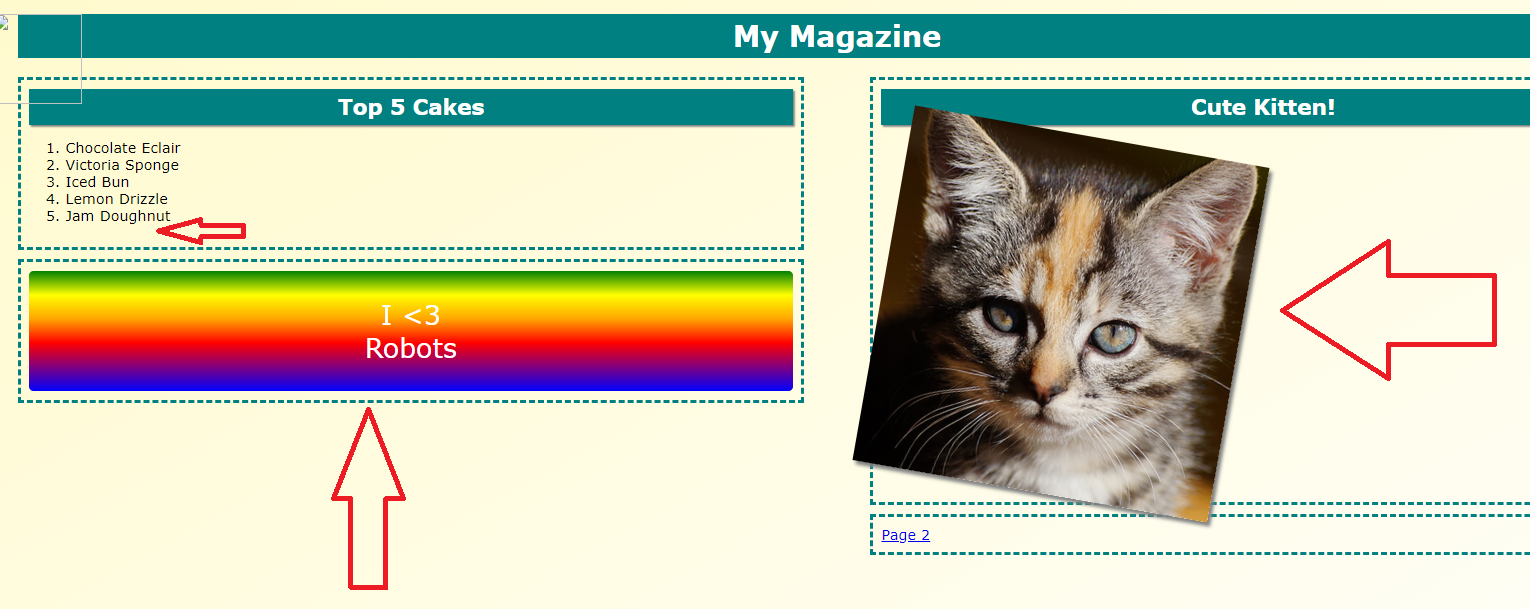 My Magazine
Top 5 Cakes
1. Chocolate Eclair
2. Victoria Sponge
3. Iced Bun
4. Lemon Drizzle
5. Jam Doughnut
I <3
Robots
Cute Kitten!
Page 2